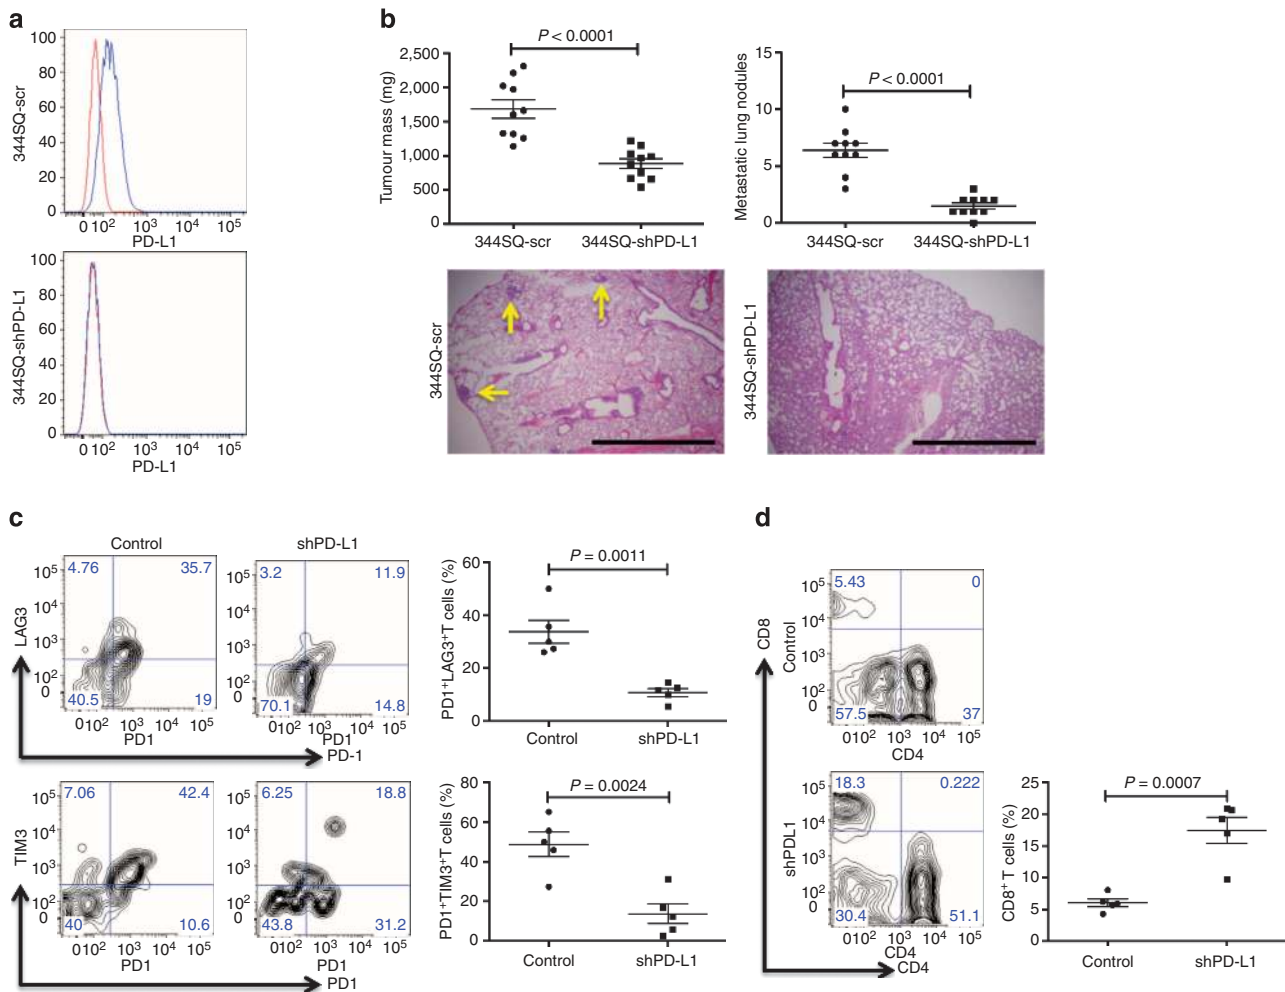 a
344SQ-scr
100
80
60
40
20
0
0 10² 10³ 10⁴ 10⁵
PD-L1
344SQ-shPD-L1
100
80
60
40
20
0
0 10² 10³ 10⁴ 10⁵
PD-L1
b
P < 0.0001
Tumour mass (mg)
2,500
2,000
1,500
1,000
500
0
344SQ-scr 344SQ-shPD-L1
P < 0.0001
Metastatic lung nodules
15
10
5
0
344SQ-scr 344SQ-shPD-L1
344SQ-scr
344SQ-shPD-L1
c
Control
shPD-L1
LAG3
10⁵
10⁴
10³
10²
0
4.76 35.7
40.5 19
0 10² 10³ 10⁴ 10⁵
PD1
10⁵
10⁴
10³
10²
0
3.2 11.9
70.1 14.8
0 10² 10³ 10⁴ 10⁵
PD1
PD-1
P = 0.0011
PD1⁺LAG3⁺T cells (%)
60
40
20
0
Control shPD-L1
TIM3
10⁵
10⁴
10³
10²
0
7.06 42.4
40 10.6
0 10² 10³ 10⁴ 10⁵
PD1
10⁵
10⁴
10³
10²
0
6.25 18.8
43.8 31.2
0 10² 10³ 10⁴ 10⁵
PD1
PD1
P = 0.0024
PD1⁺TIM3⁺T cells (%)
80
60
40
20
0
Control shPD-L1
d
CD8
Control
10⁵
10⁴
10³
10²
0
5.43 0
57.5 37
0 10² 10³ 10⁴ 10⁵
CD4
shPDL1
10⁵
10⁴
10³
10²
0
18.3 0.222
30.4 51.1
0 10² 10³ 10⁴ 10⁵
CD4
CD4
P = 0.0007
CD8⁺ T cells (%)
25
20
15
10
5
0
Control shPD-L1